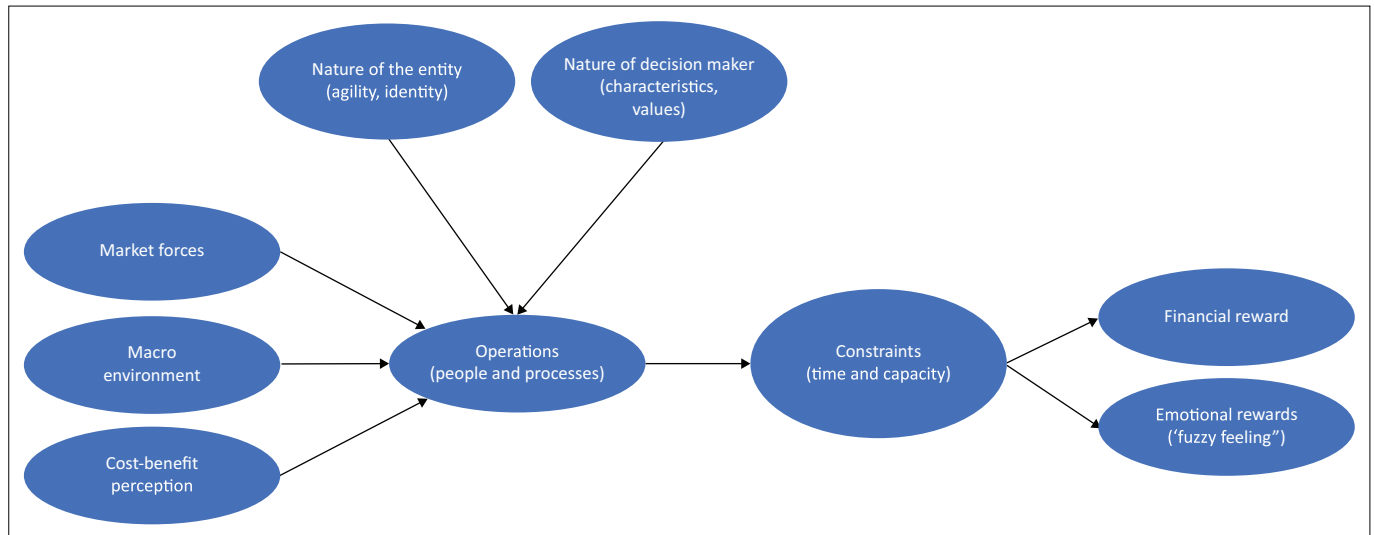 Nature of the entity
(agility, identity)
Nature of decision maker
(characteristics,
values)
Market forces
Macro
environment
Cost-benefit
perception
Operations
(people and processes)
Constraints
(time and capacity)
Financial reward
Emotional rewards
(‘fuzzy feeling”)